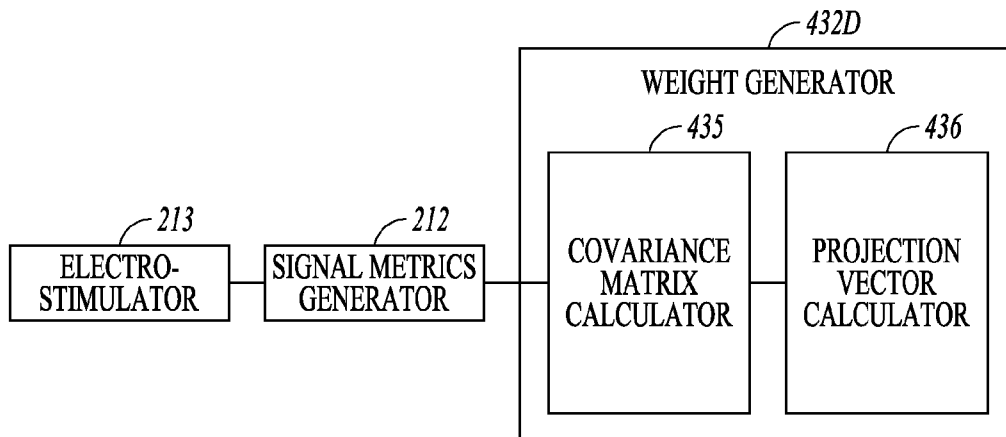 432D
WEIGHT GENERATOR
435
436
213
212
ELECTRO-
STIMULATOR
SIGNAL METRICS
GENERATOR
COVARIANCE
MATRIX
CALCULATOR
PROJECTION
VECTOR
CALCULATOR